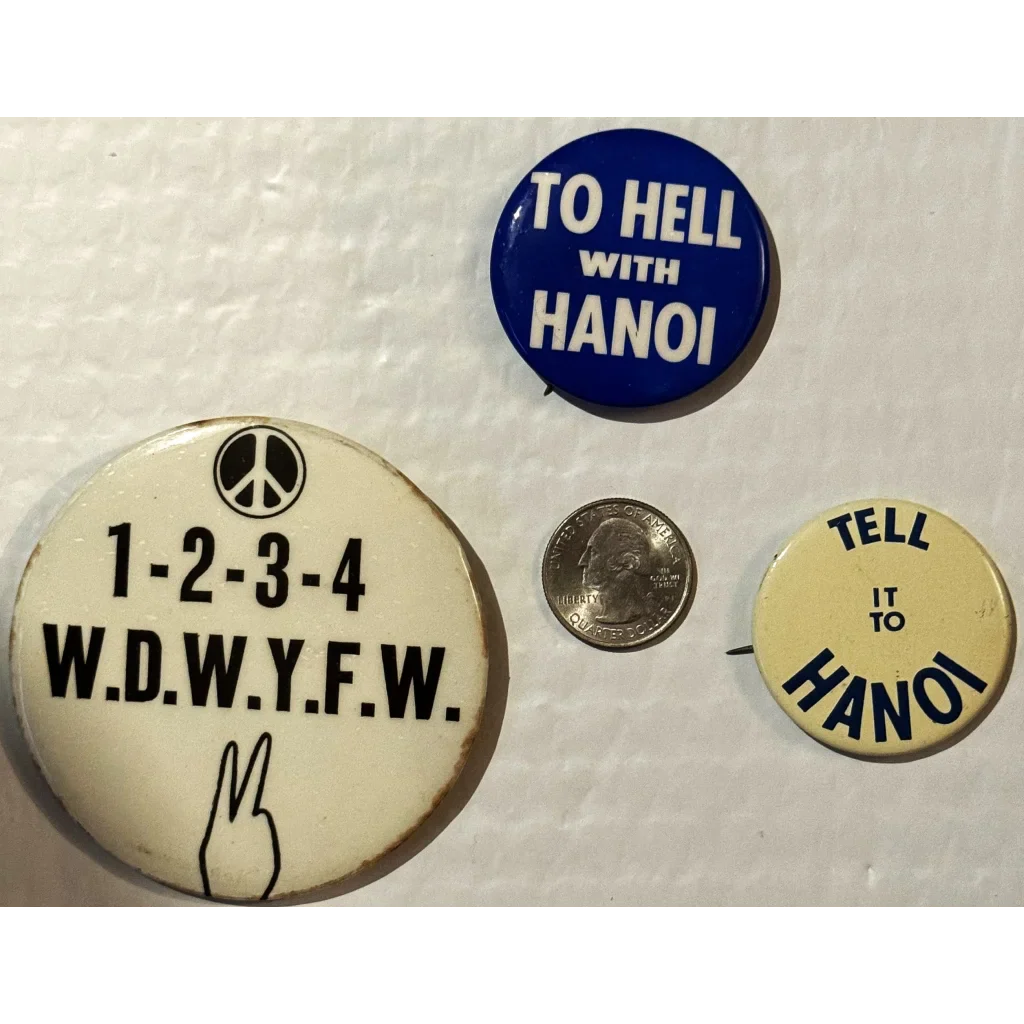 TO HELL
WITH
HANOI
1-2-3-4
W.D.W.Y.F.W.
UNITED STATES OF AMERICA
LIBERTY
IN
GOD WE
TRUST
QUARTER DOLLAR
TELL
IT
TO
HANOI